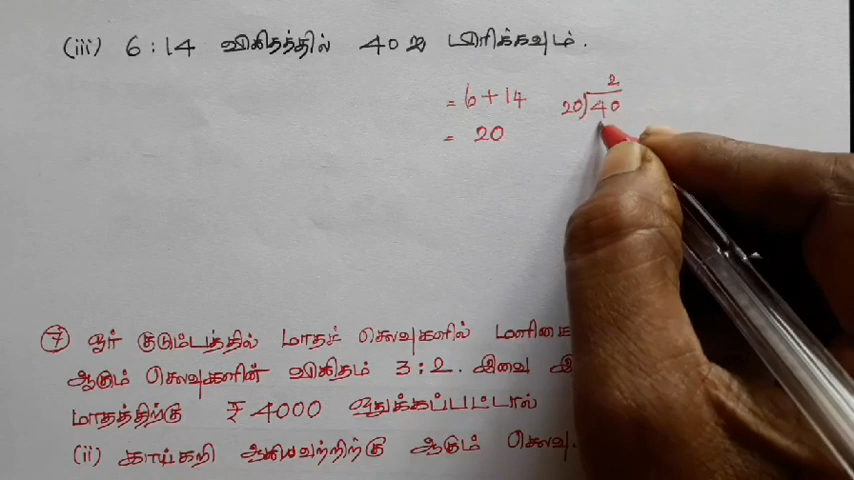 (iii) 6 : 14 விகிதத்தில் 40 ஐ பிரிக்கவும்.
2
= 6 + 14 20)40
= 20
7 ஓர் குடும்பத்தில் மாதச் செலவுகளில் மளிகை
ஆகும் செலவுகளின் விகிதம் 3 : 2. இவை
மாதத்திற்கு ₹ 4000 ஒதுக்கப்பட்டால்
(ii) காய்கறி ஆகியவற்றிற்கு ஆகும் செலவு.